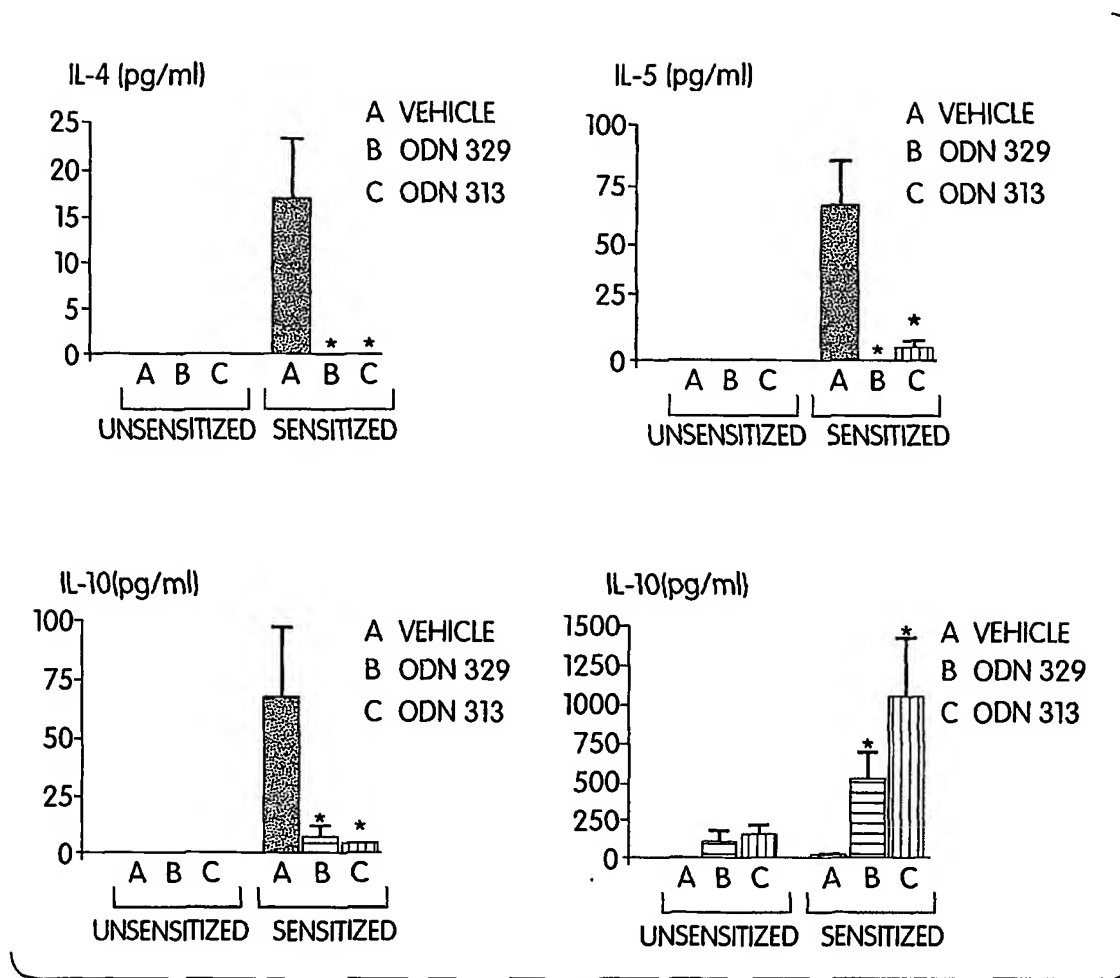 IL-4 (pg/ml)
25
20
15
10
5
0
A VEHICLE
B ODN 329
C ODN 313
* *
A B C A B C
UNSENSITIZED SENSITIZED
IL-5 (pg/ml)
100
75
50
25
0
A VEHICLE
B ODN 329
C ODN 313
* *
A B C A B C
UNSENSITIZED SENSITIZED
IL-10(pg/ml)
100
75
50
25
0
A VEHICLE
B ODN 329
C ODN 313
* *
A B C A B C
UNSENSITIZED SENSITIZED
IL-10(pg/ml)
1500
1250
1000
750
500
250
0
A VEHICLE
B ODN 329
C ODN 313
* *
A B C A B C
UNSENSITIZED SENSITIZED